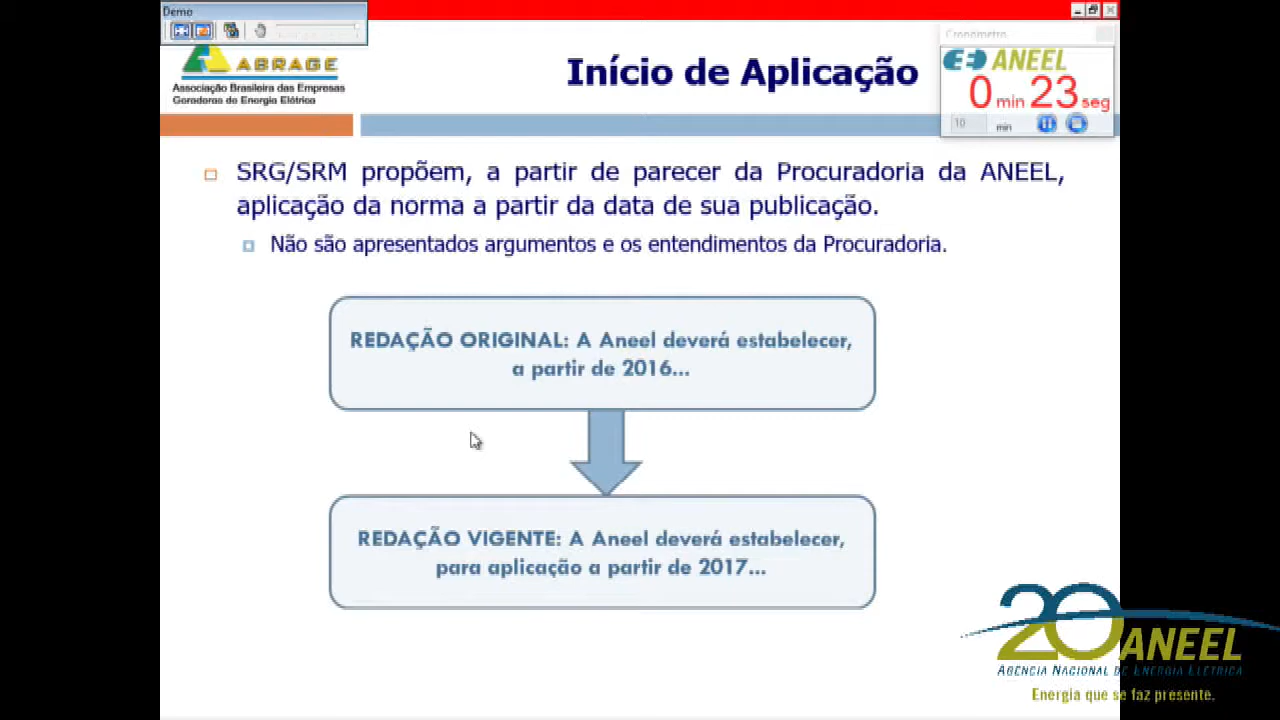 Demo
ABRAGE
Associação Brasileira das Empresas
Geradoras de Energia Elétrica
Início de Aplicação
Cronometro
ANEEL
0 min 23 seg
10 min
SRG/SRM propõem, a partir de parecer da Procuradoria da ANEEL,
aplicação da norma a partir da data de sua publicação.
Não são apresentados argumentos e os entendimentos da Procuradoria.
REDAÇÃO ORIGINAL: A Aneel deverá estabelecer,
a partir de 2016...
REDAÇÃO VIGENTE: A Aneel deverá estabelecer,
para aplicação a partir de 2017...
20 ANEEL
AGÊNCIA NACIONAL DE ENERGIA ELÉTRICA
Energia que se faz presente.